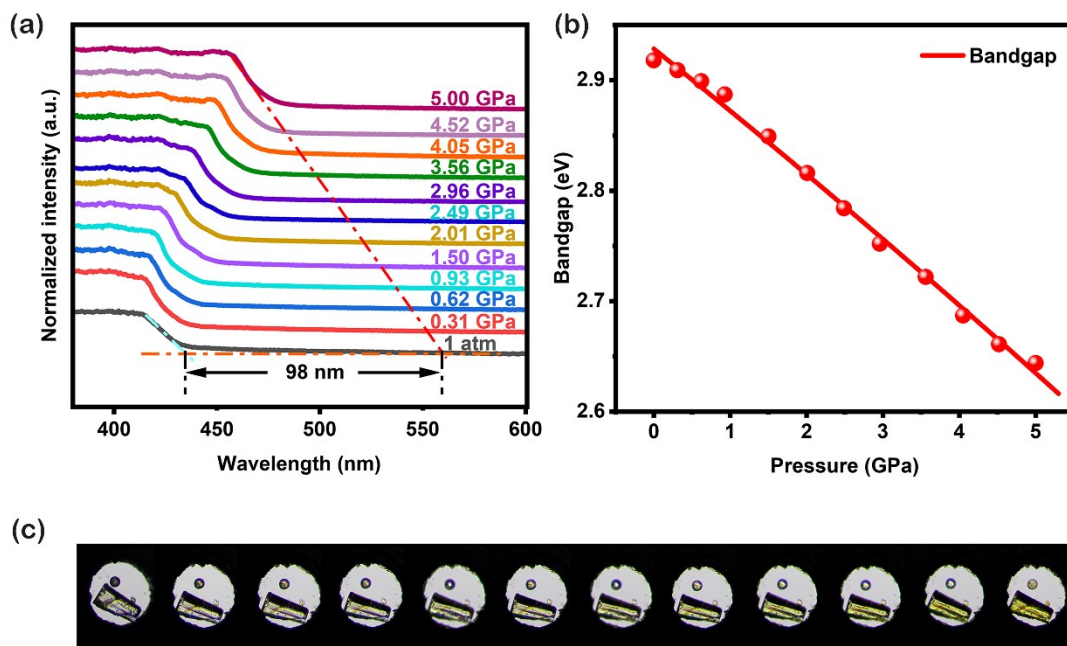 (a)
Normalized intensity (a.u.)
5.00 GPa
4.52 GPa
4.05 GPa
3.56 GPa
2.96 GPa
2.49 GPa
2.01 GPa
1.50 GPa
0.93 GPa
0.62 GPa
0.31 GPa
1 atm
98 nm
400 450 500 550 600
Wavelength (nm)
(b)
Bandgap
Bandgap (eV)
2.9
2.8
2.7
2.6
0 1 2 3 4 5
Pressure (GPa)
(c)